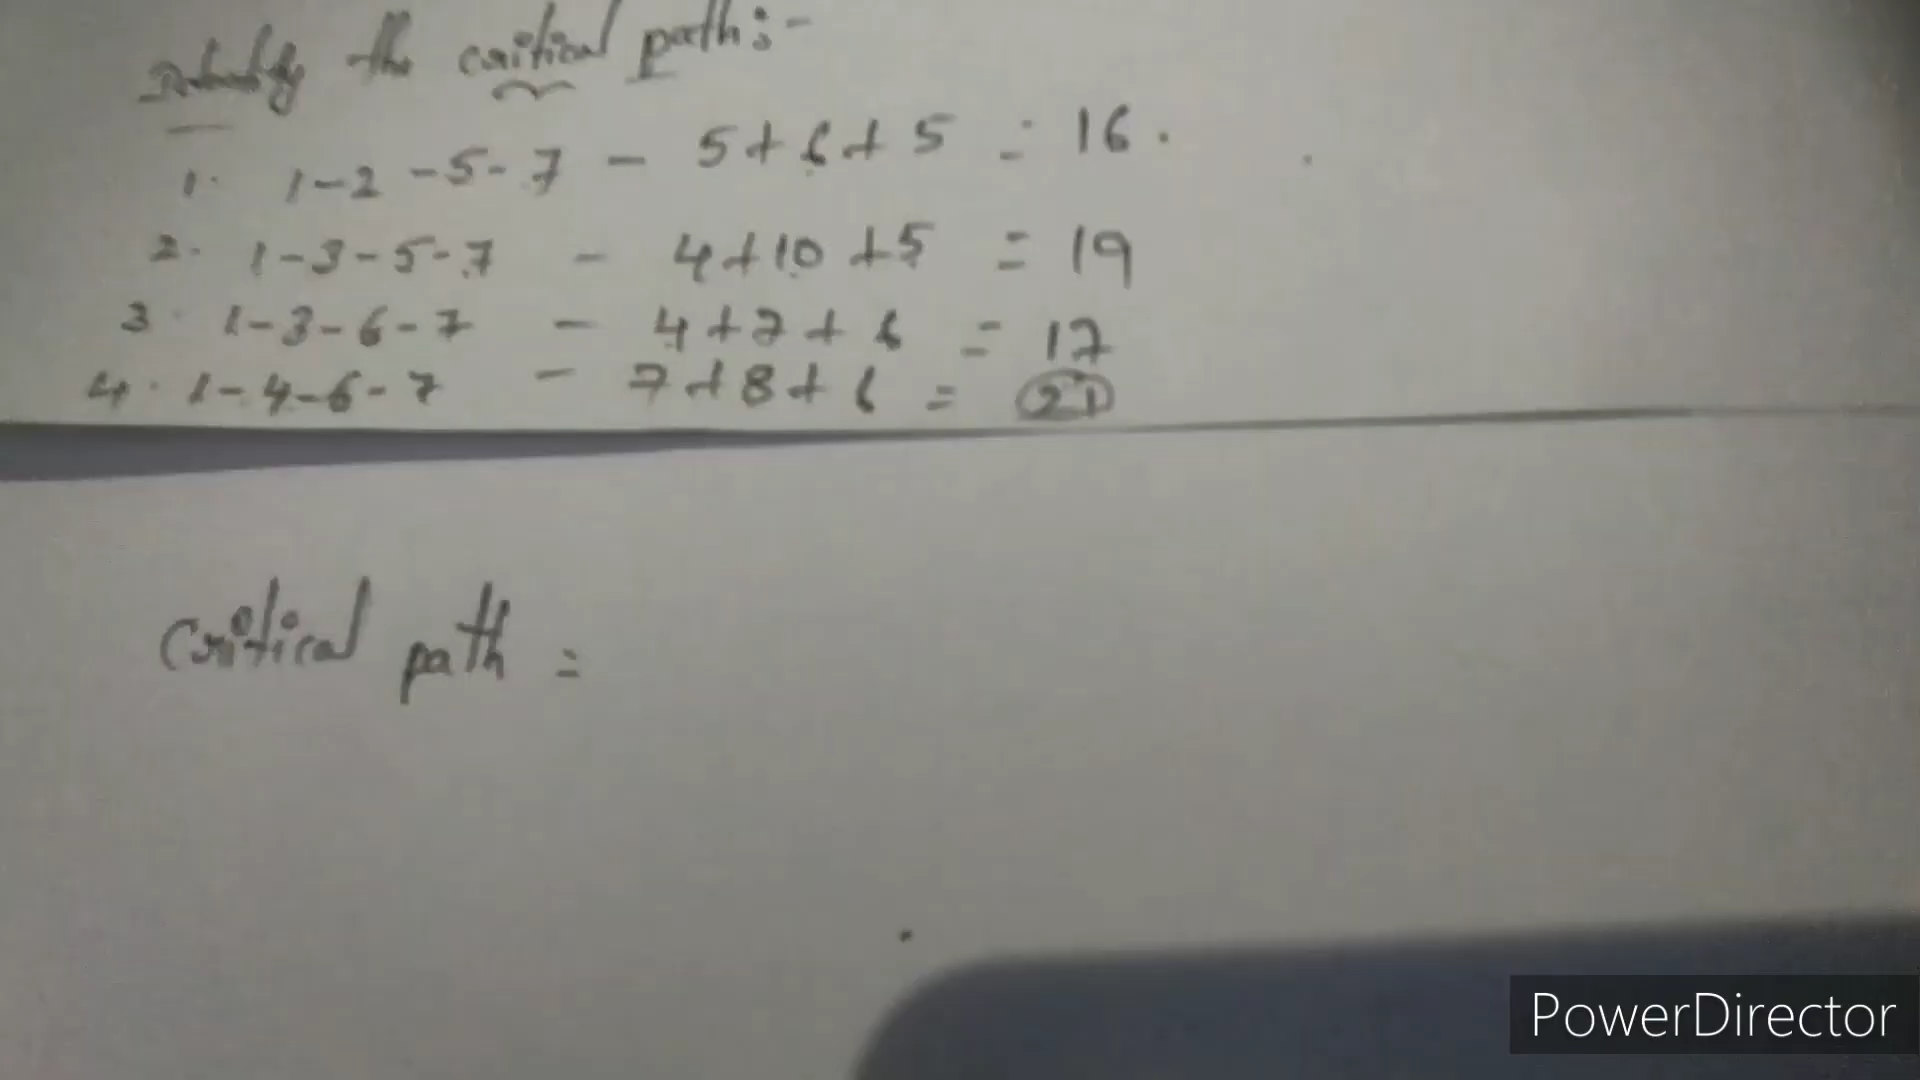 Identify the critical path:-
1. 1-2-5-7 - 5+6+5 = 16.
2. 1-3-5-7 - 4+10+5 = 19
3. 1-3-6-7 - 4+7+6 = 17
4. 1-4-6-7 - 7+8+6 = 21
Critical path =
PowerDirector